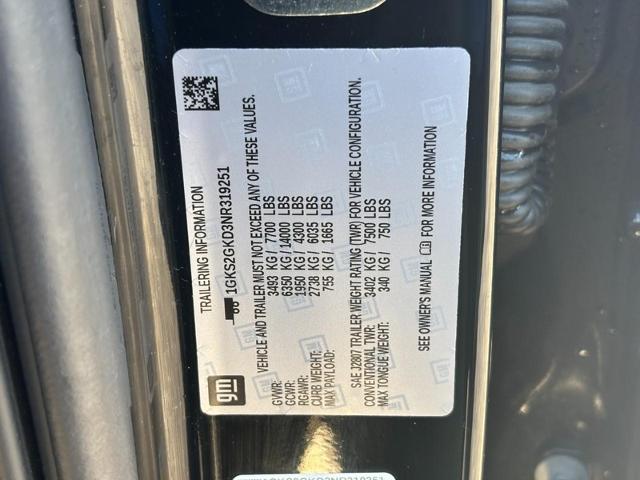 TRAILERING INFORMATION
1GKS2GKD3NR319251
gm
VEHICLE AND TRAILER MUST NOT EXCEED ANY OF THESE VALUES.
GVWR: 3493 KG / 7700 LBS
GCWR: 6350 KG / 14000 LBS
RGAWR: 1950 KG / 4300 LBS
CURB WEIGHT: 2738 KG / 6035 LBS
MAX PAYLOAD: 755 KG / 1665 LBS
SAE J2807 TRAILER WEIGHT RATING (TWR) FOR VEHICLE CONFIGURATION.
CONVENTIONAL TWR: 3402 KG / 7500 LBS
MAX TONGUE WEIGHT: 340 KG / 750 LBS
SEE OWNER'S MANUAL FOR MORE INFORMATION